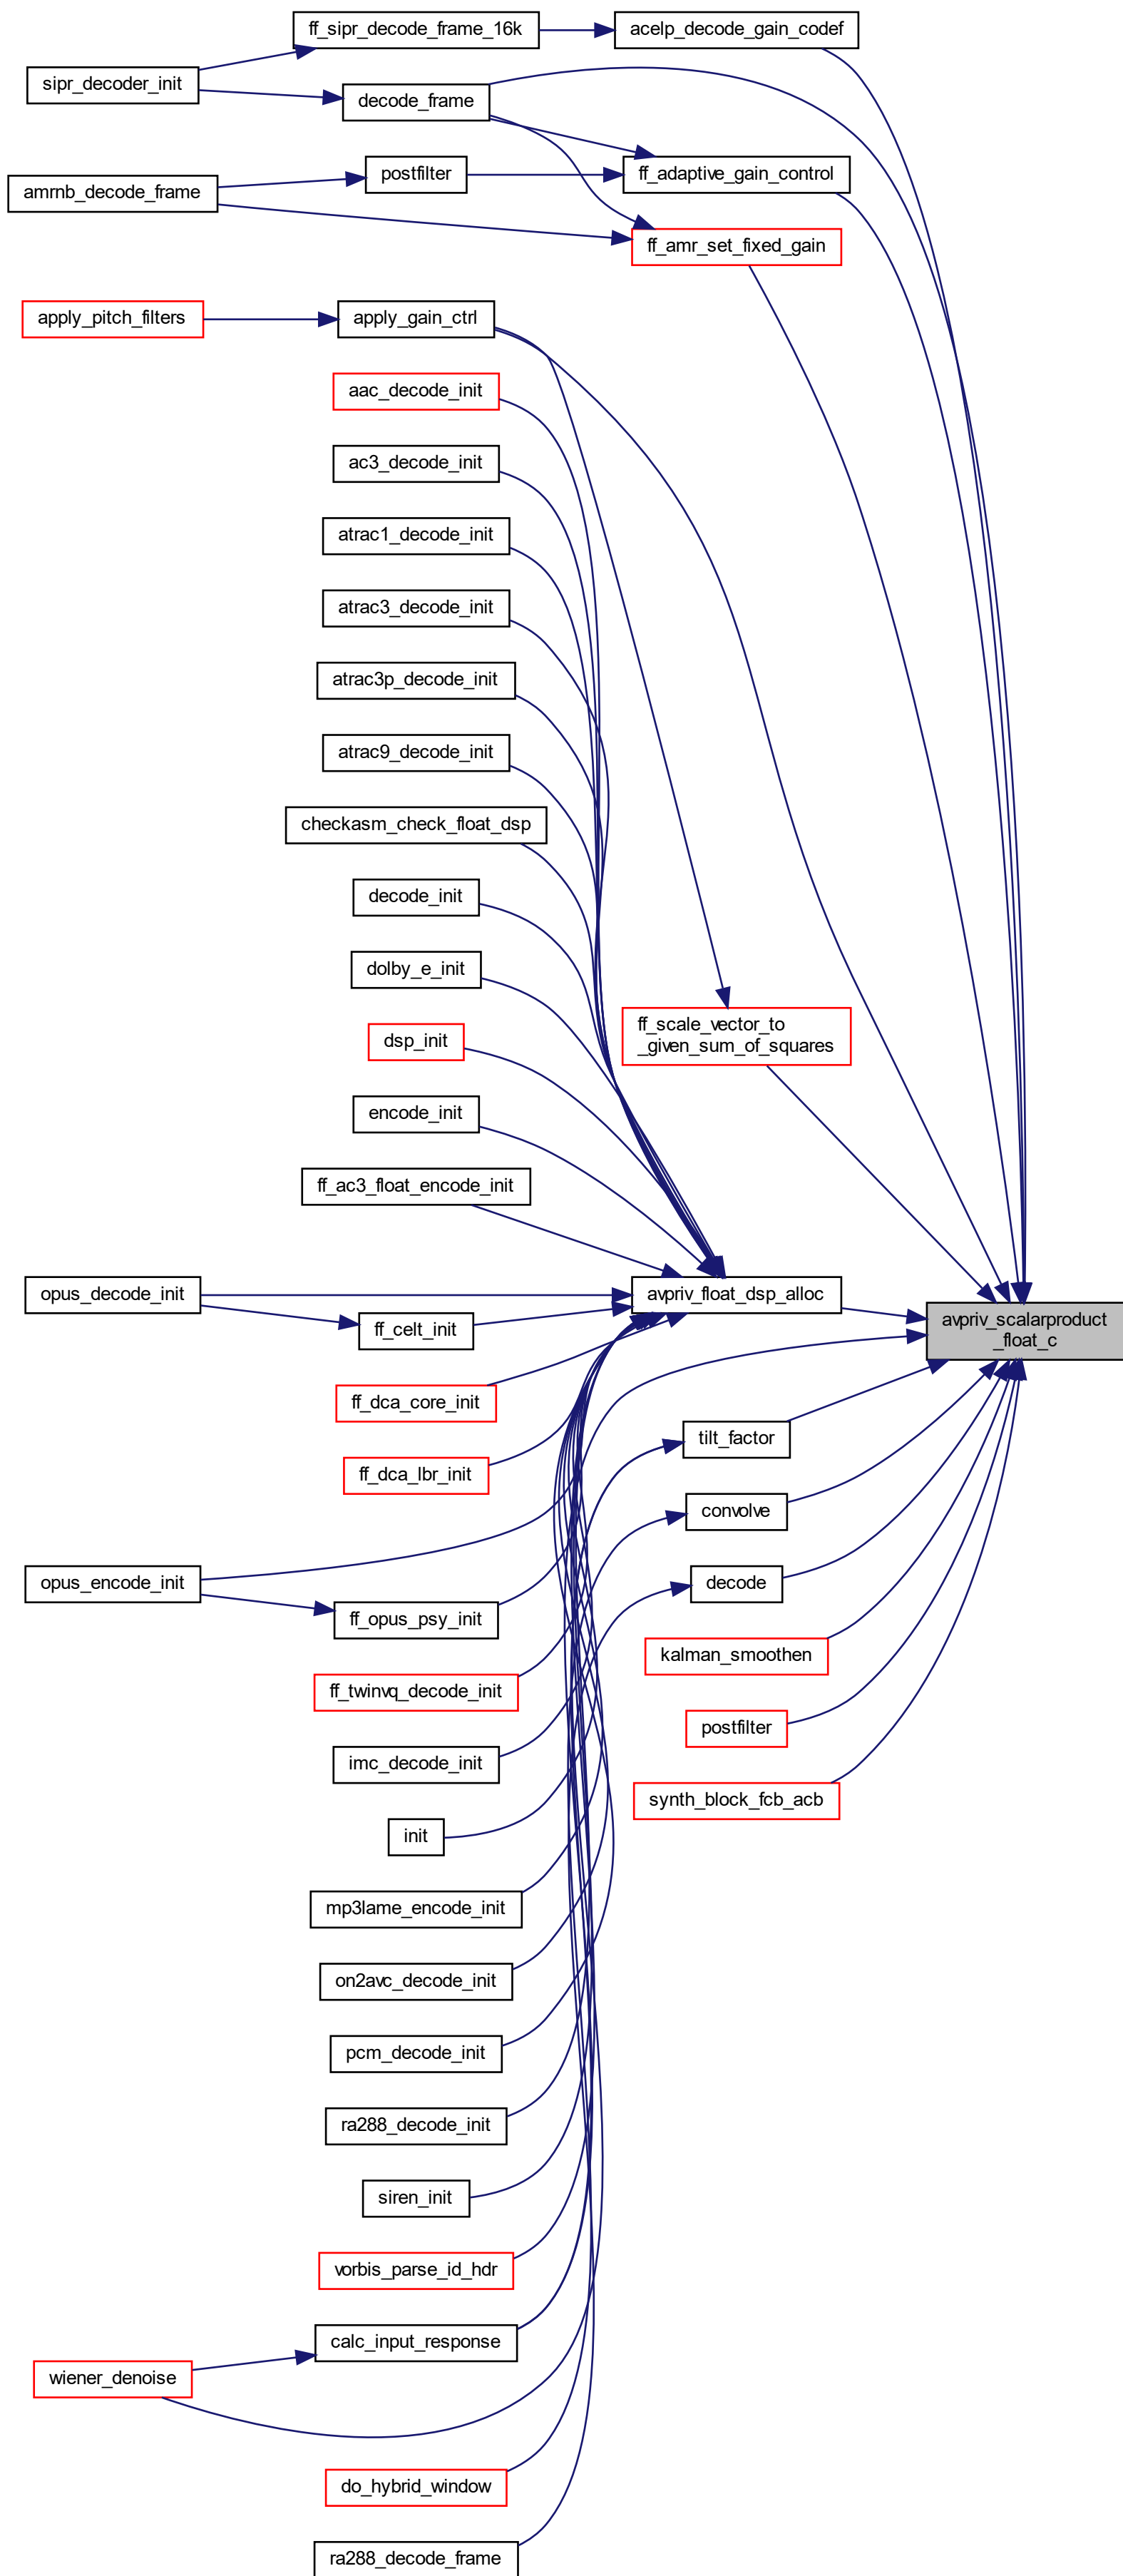 ff_sipr_decode_frame_16k
acelp_decode_gain_codef
sipr_decoder_init
decode_frame
postfilter
ff_adaptive_gain_control
amrnb_decode_frame
ff_amr_set_fixed_gain
apply_pitch_filters
apply_gain_ctrl
aac_decode_init
ac3_decode_init
atrac1_decode_init
atrac3_decode_init
atrac3p_decode_init
atrac9_decode_init
checkasm_check_float_dsp
decode_init
dolby_e_init
ff_scale_vector_to
_given_sum_of_squares
dsp_init
encode_init
ff_ac3_float_encode_init
opus_decode_init
avpriv_float_dsp_alloc
avpriv_scalarproduct
_float_c
ff_celt_init
ff_dca_core_init
tilt_factor
ff_dca_lbr_init
convolve
opus_encode_init
decode
ff_opus_psy_init
kalman_smoothen
ff_twinvq_decode_init
postfilter
imc_decode_init
synth_block_fcb_acb
init
mp3lame_encode_init
on2avc_decode_init
pcm_decode_init
ra288_decode_init
siren_init
vorbis_parse_id_hdr
calc_input_response
wiener_denoise
do_hybrid_window
ra288_decode_frame